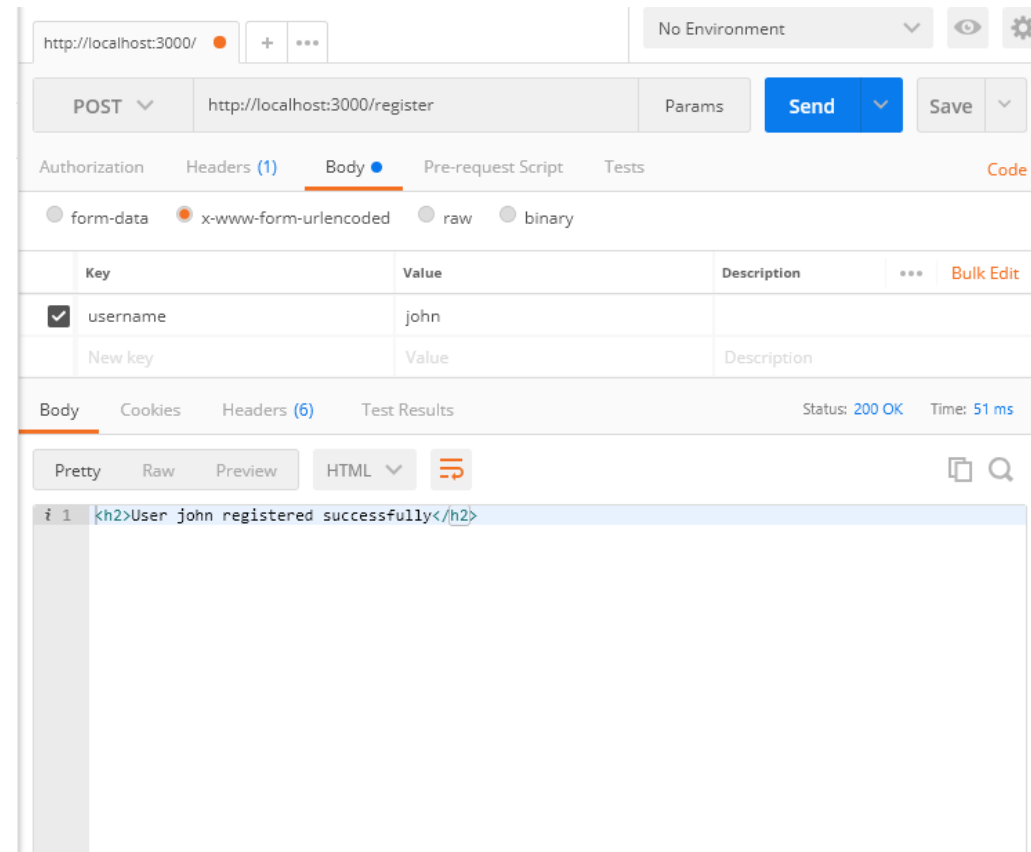 http://localhost:3000/ + ••• No Environment
POST http://localhost:3000/register Params Send Save
Authorization Headers (1) Body Pre-request Script Tests Code
form-data x-www-form-urlencoded raw binary
Key Value Description ••• Bulk Edit
username john
New key Value Description
Body Cookies Headers (6) Test Results Status: 200 OK Time: 51 ms
Pretty Raw Preview HTML
i 1 <h2>User john registered successfully</h2>